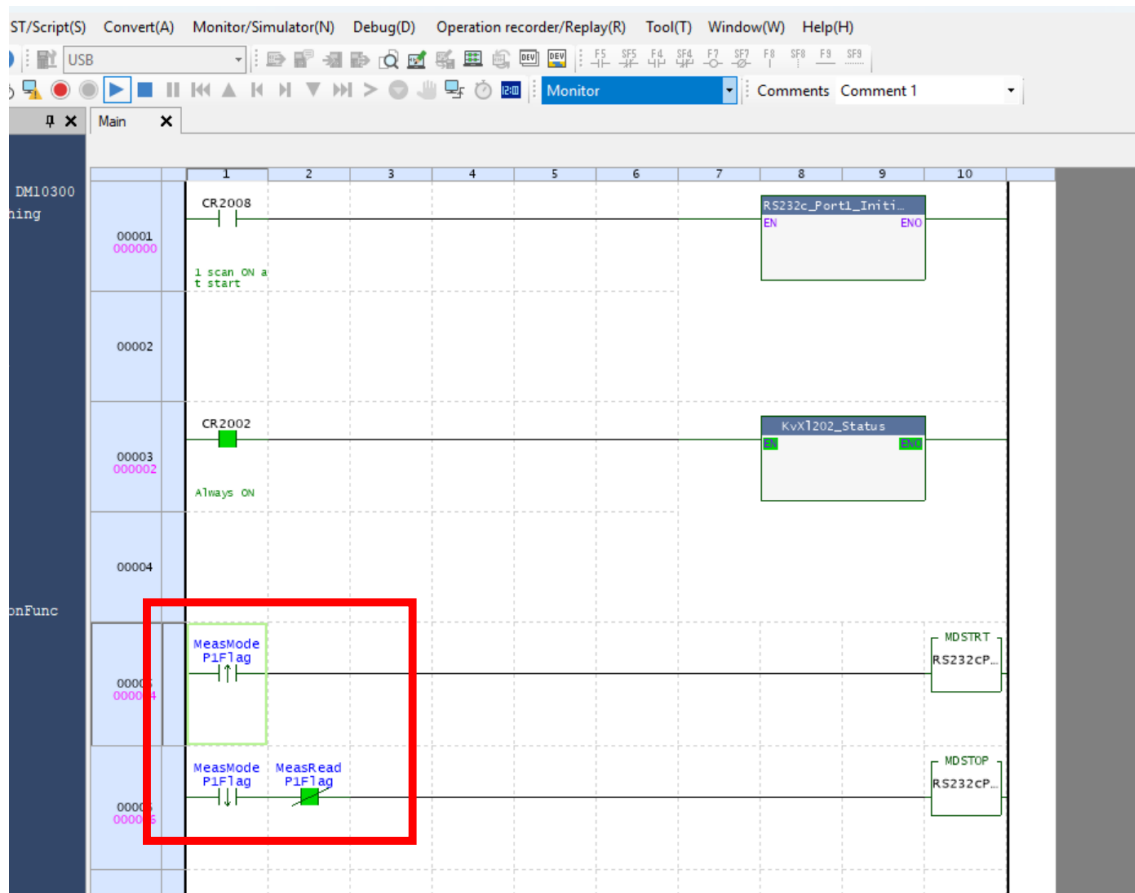 ST/Script(S) Convert(A) Monitor/Simulator(N) Debug(D) Operation recorder/Replay(R) Tool(T) Window(W) Help(H)
USB DEV DEV F5 SF5 F4 SF4 F7 SF7 F8 SF8 F9 SF9
Monitor Comments Comment 1
Main
1 2 3 4 5 6 7 8 9 10
DM10300
hing
CR2008 RS232c_Port1_Initi…
EN ENO
00001
000000
1 scan ON a
t start
00002
CR2002 KvXl202_Status
EN ENO
00003
000002
Always ON
00004
onFunc
MeasMode MDSTRT
P1Flag RS232cP…
MeasMode MeasRead MDSTOP
P1Flag P1Flag RS232cP…